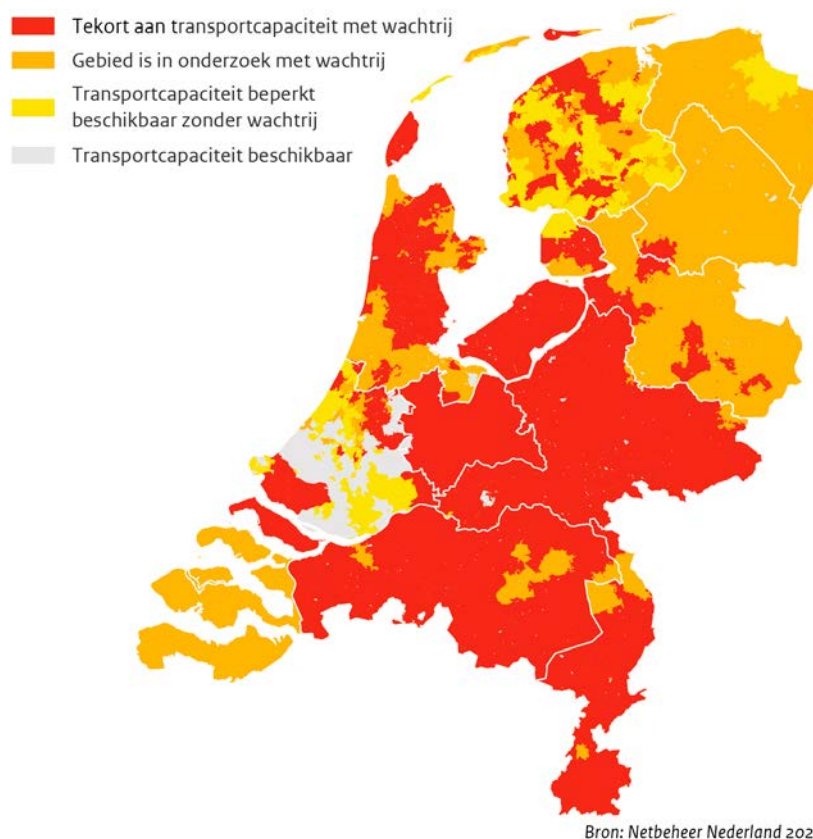 Tekort aan transportcapaciteit met wachtrij
Gebied is in onderzoek met wachtrij
Transportcapaciteit beperkt
beschikbaar zonder wachtrij
Transportcapaciteit beschikbaar
Bron: Netbeheer Nederland 202